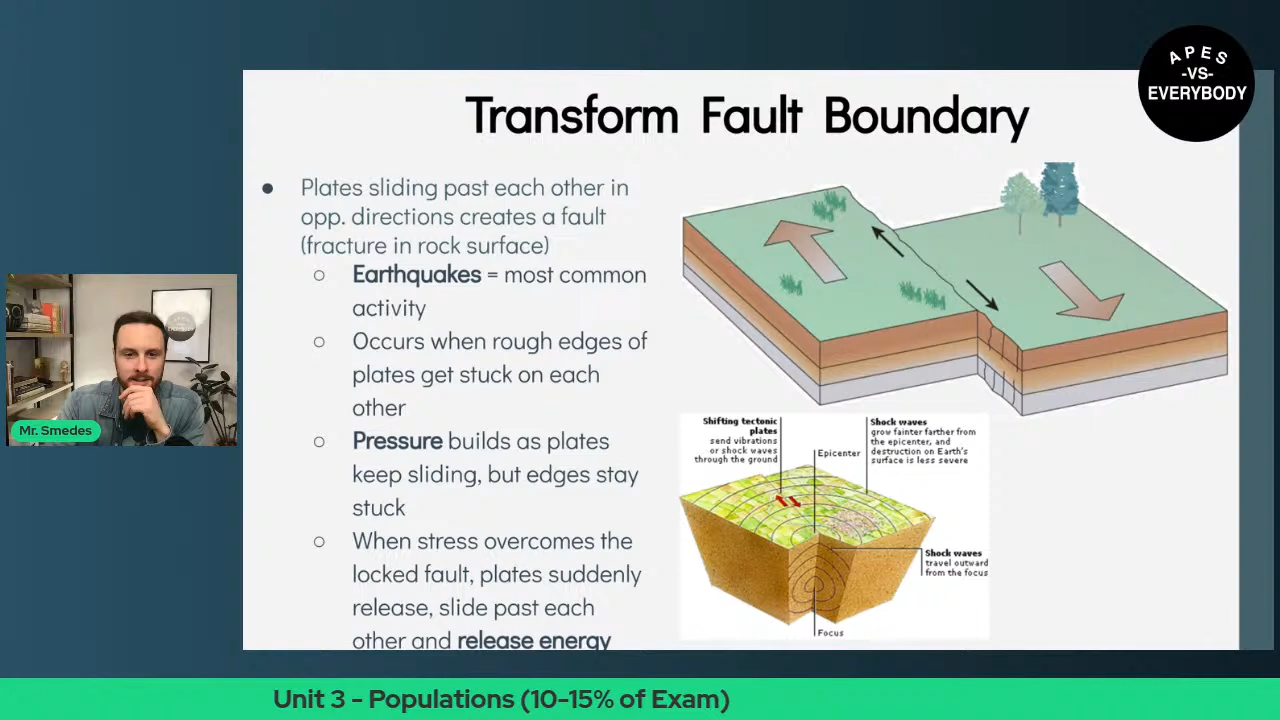 APES
-VS-
EVERYBODY
Transform Fault Boundary
● Plates sliding past each other in
opp. directions creates a fault
(fracture in rock surface)
○ Earthquakes = most common
activity
○ Occurs when rough edges of
plates get stuck on each
other
○ Pressure builds as plates
keep sliding, but edges stay
stuck
○ When stress overcomes the
locked fault, plates suddenly
release, slide past each
other and release energy
Shifting tectonic
plates
send vibrations
or shock waves
through the ground
Epicenter
Shock waves
grow fainter farther from
the epicenter, and
destruction on Earth's
surface is less severe
Shock waves
travel outward
from the focus
Focus
Mr. Smedes
Unit 3 - Populations (10-15% of Exam)